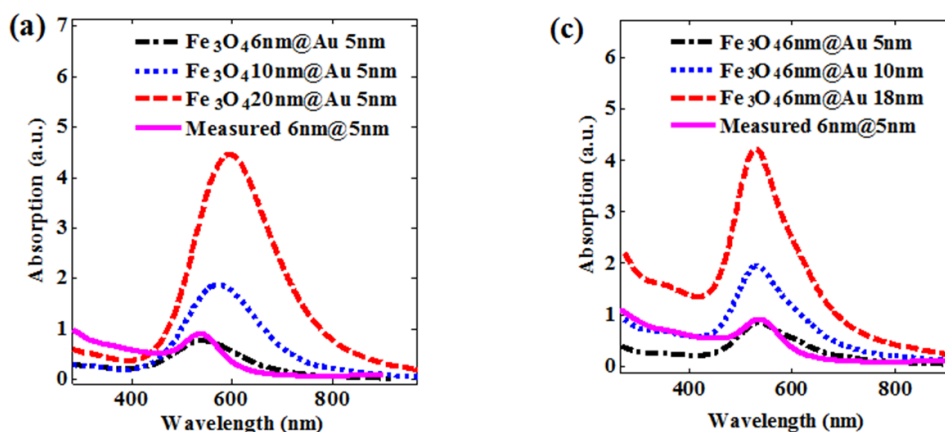 (a)
7
6
5
4
3
2
1
0
Absorption (a.u.)
Fe3O46nm@Au 5nm
Fe3O410nm@Au 5nm
Fe3O420nm@Au 5nm
Measured 6nm@5nm
400 600 800
Wavelength (nm)
(c)
6
5
4
3
2
1
0
Absorption (a.u.)
Fe3O46nm@Au 5nm
Fe3O46nm@Au 10nm
Fe3O46nm@Au 18nm
Measured 6nm@5nm
400 600 800
Wavelength (nm)